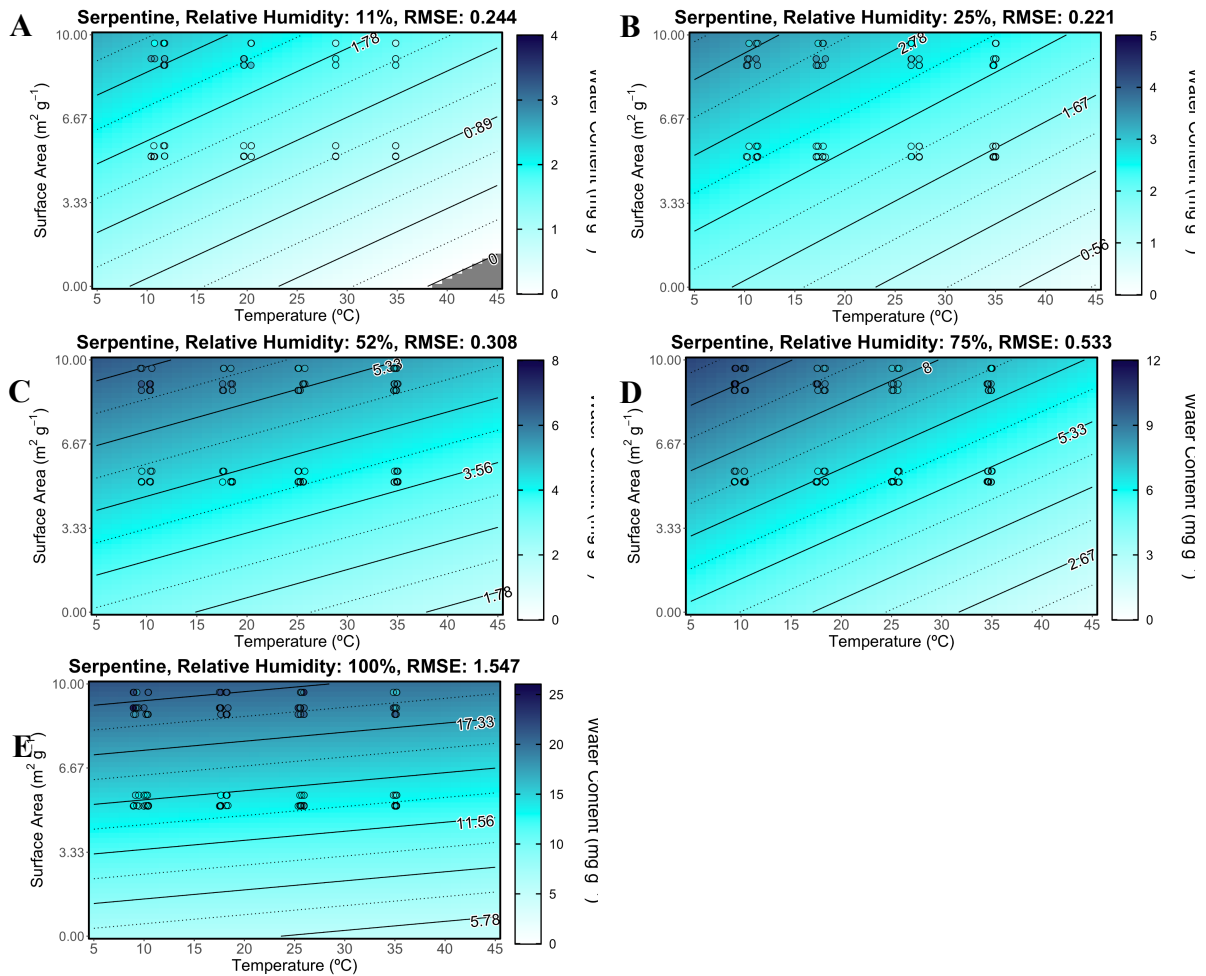 A
Serpentine, Relative Humidity: 11%, RMSE: 0.244
Surface Area (m² g⁻¹)
10.00
6.67
3.33
0.00
1.78
0.89
0
5 10 15 20 25 30 35 40 45
Temperature (ºC)
4
3
2
1
0
Water Content (mg g
B
Serpentine, Relative Humidity: 25%, RMSE: 0.221
Surface Area (m² g⁻¹)
10.00
6.67
3.33
0.00
2.78
1.67
0.56
5 10 15 20 25 30 35 40 45
Temperature (ºC)
5
4
3
2
1
0
Water Content (mg g
C
Serpentine, Relative Humidity: 52%, RMSE: 0.308
Surface Area (m² g⁻¹)
10.00
6.67
3.33
0.00
5.33
3.56
1.78
5 10 15 20 25 30 35 40 45
Temperature (ºC)
8
6
4
2
0
Water Content (mg g
D
Serpentine, Relative Humidity: 75%, RMSE: 0.533
Surface Area (m² g⁻¹)
10.00
6.67
3.33
0.00
8
5.33
2.67
5 10 15 20 25 30 35 40 45
Temperature (ºC)
12
9
6
3
0
Water Content (mg g
E
Serpentine, Relative Humidity: 100%, RMSE: 1.547
Surface Area (m² g⁻¹)
10.00
6.67
3.33
0.00
17.33
11.56
5.78
5 10 15 20 25 30 35 40 45
Temperature (ºC)
25
20
15
10
5
0
Water Content (mg g